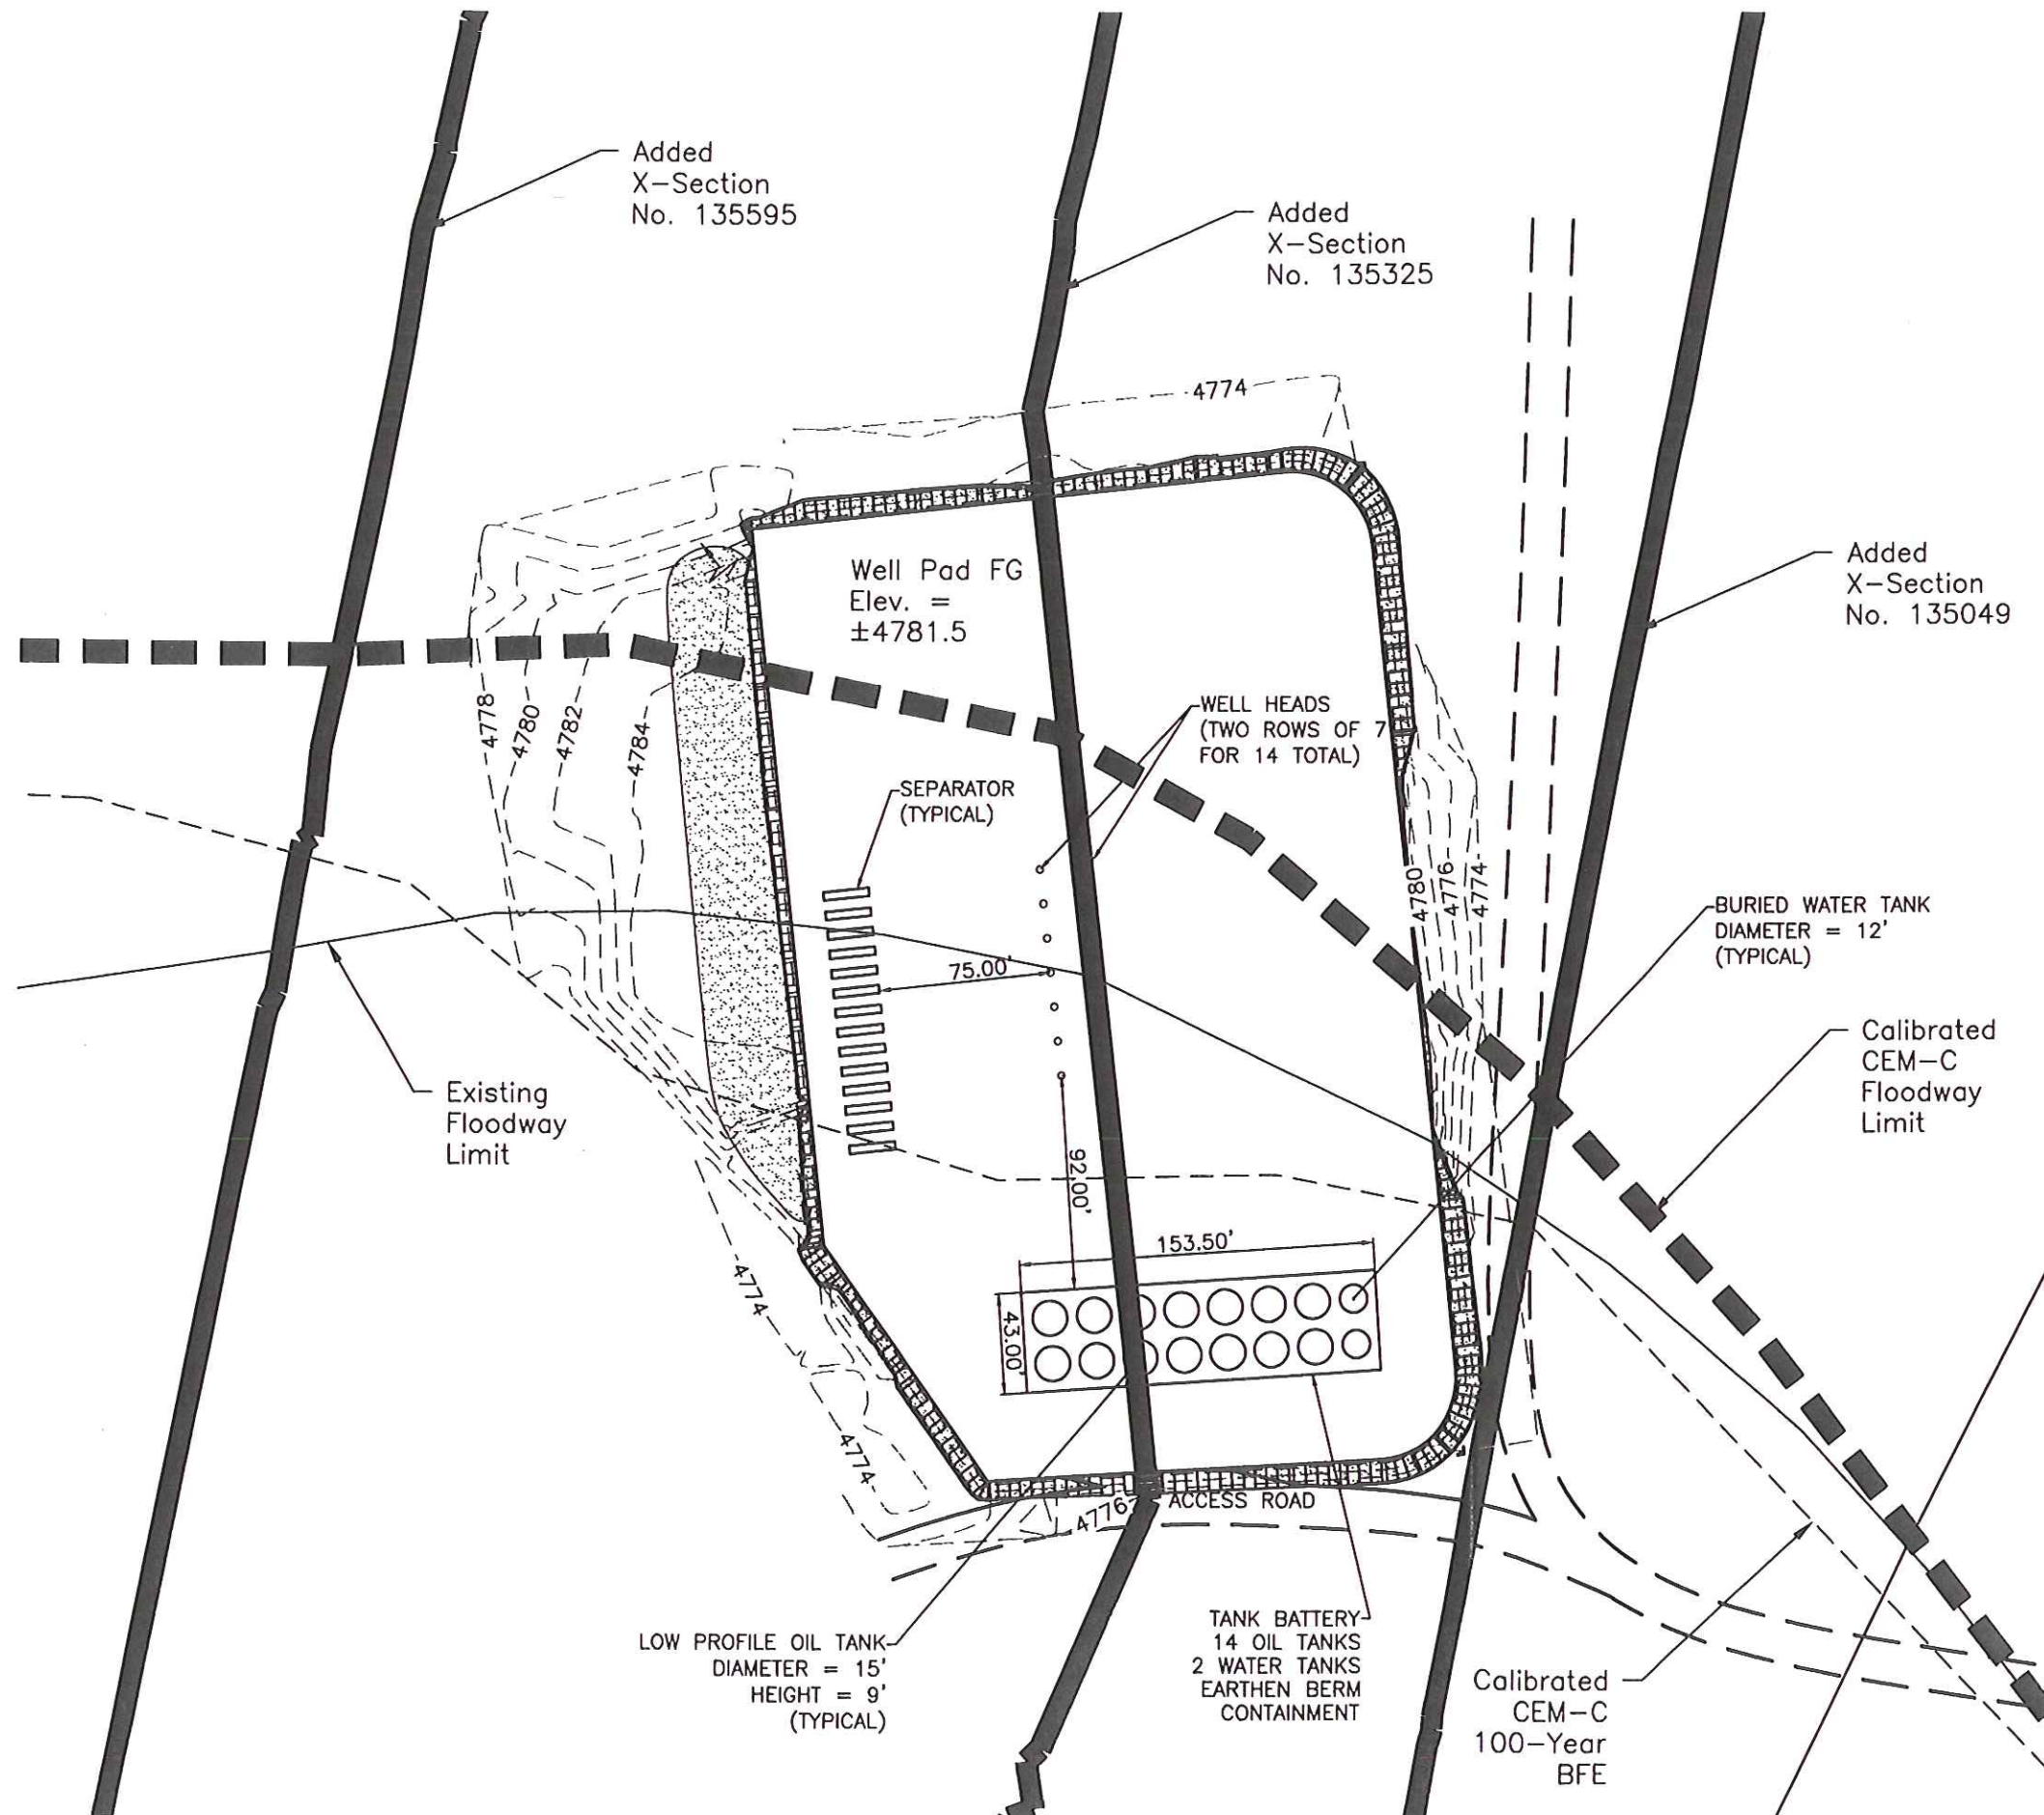 Added
X-Section
No. 135595
Added
X-Section
No. 135325
4774
Added
X-Section
No. 135049
Well Pad FG
Elev. =
±4781.5
4778
4780
4782
4784
WELL HEADS
(TWO ROWS OF 7
FOR 14 TOTAL)
SEPARATOR
(TYPICAL)
4780
4776
4774
BURIED WATER TANK
DIAMETER = 12'
(TYPICAL)
75.00'
Calibrated
CEM-C
Floodway
Limit
Existing
Floodway
Limit
92.00'
153.50'
43.00'
4774
4774
4776
ACCESS ROAD
LOW PROFILE OIL TANK
DIAMETER = 15'
HEIGHT = 9'
(TYPICAL)
TANK BATTERY
14 OIL TANKS
2 WATER TANKS
EARTHEN BERM
CONTAINMENT
Calibrated
CEM-C
100-Year
BFE